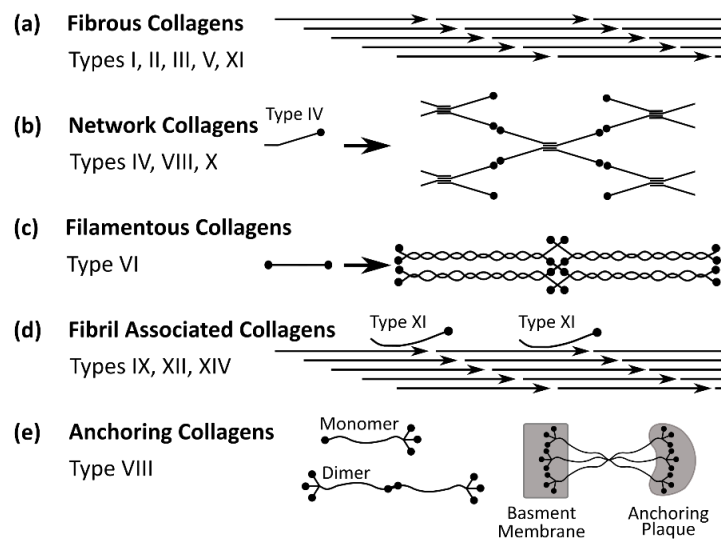 (a) Fibrous Collagens
Types I, II, III, V, XI
(b) Network Collagens
Type IV
Types IV, VIII, X
(c) Filamentous Collagens
Type VI
(d) Fibril Associated Collagens
Type XI Type XI
Types IX, XII, XIV
(e) Anchoring Collagens
Monomer
Type VIII
Dimer
Basment
Membrane
Anchoring
Plaque